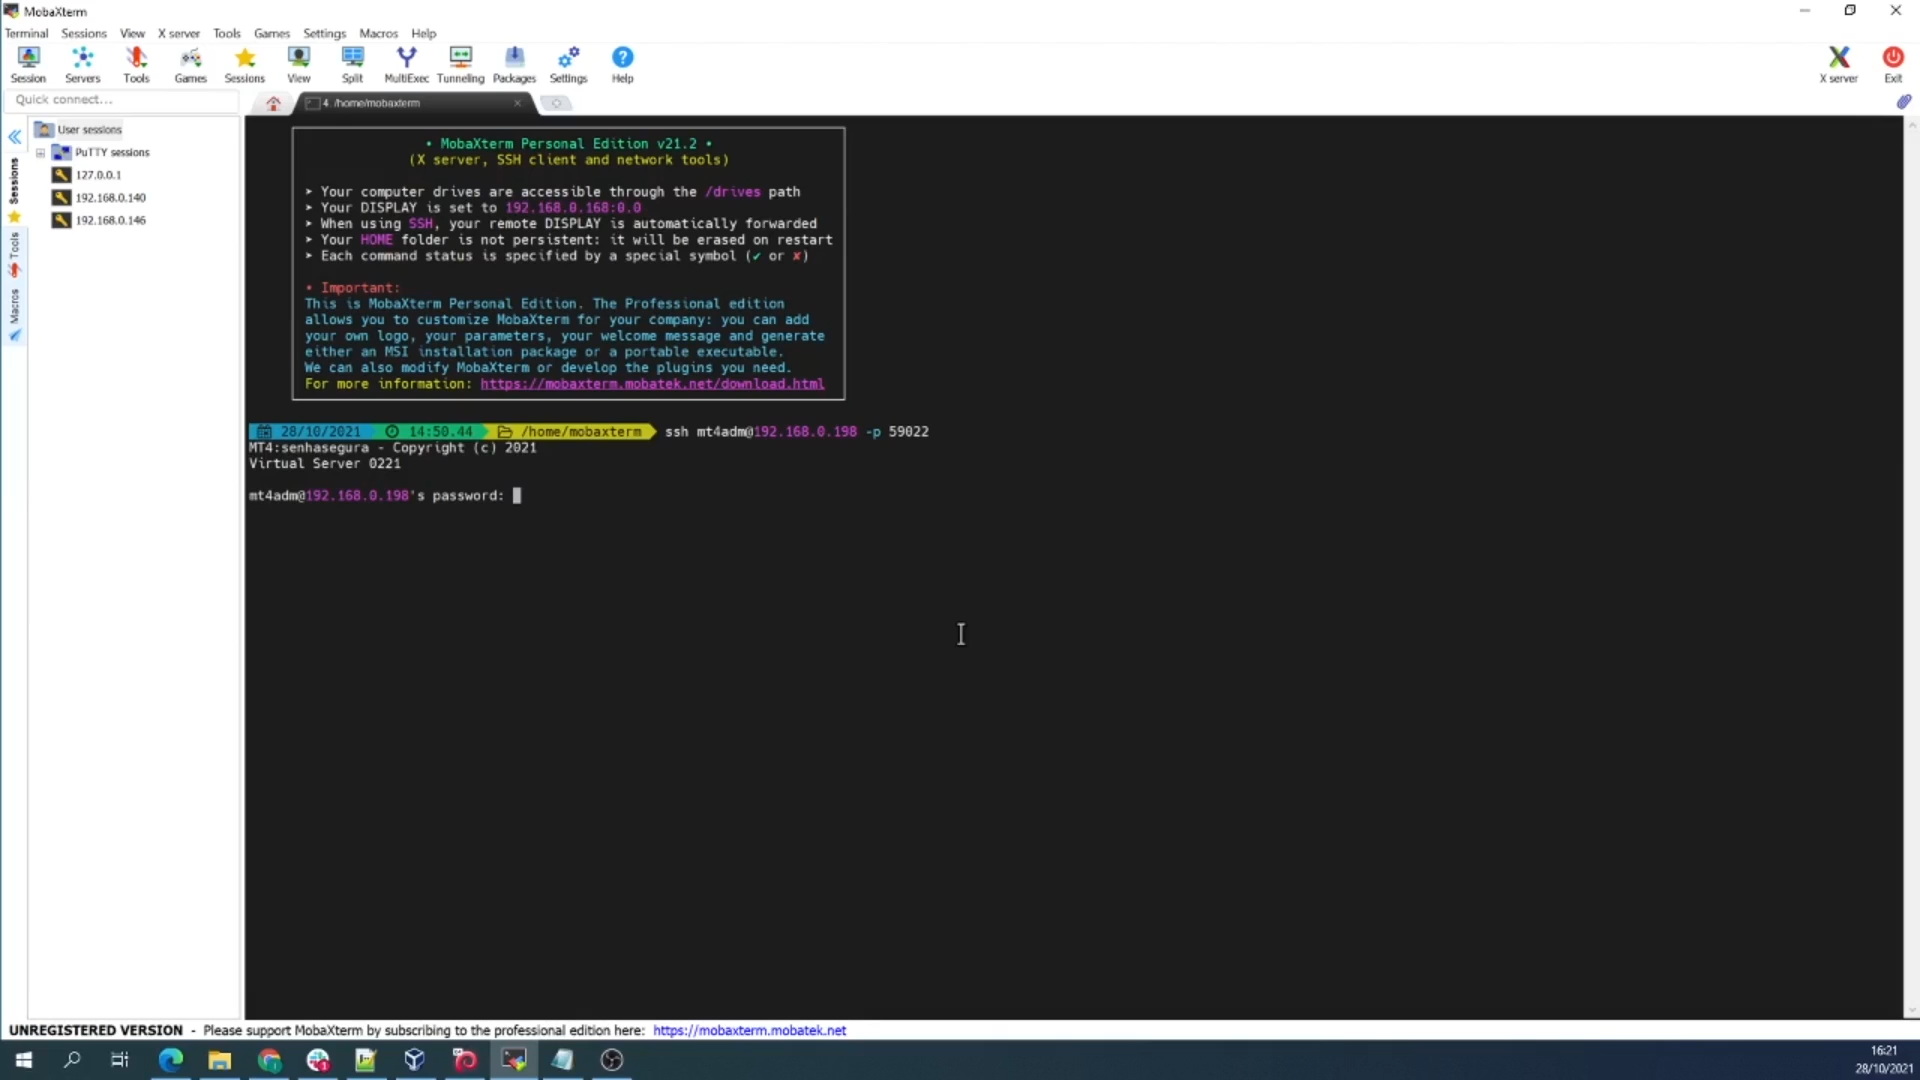 MobaXterm
Terminal Sessions View X server Tools Games Settings Macros Help
Session Servers Tools Games Sessions View Split MultiExec Tunneling Packages Settings Help X server Exit
Quick connect...
4. /home/mobaxterm
User sessions
PuTTY sessions
127.0.0.1
192.168.0.140
192.168.0.146
Sessions
Tools
Macros
• MobaXterm Personal Edition v21.2 •
(X server, SSH client and network tools)
➤ Your computer drives are accessible through the /drives path
➤ Your DISPLAY is set to 192.168.0.168:0.0
➤ When using SSH, your remote DISPLAY is automatically forwarded
➤ Your HOME folder is not persistent: it will be erased on restart
➤ Each command status is specified by a special symbol (✓ or ✗)
• Important:
This is MobaXterm Personal Edition. The Professional edition
allows you to customize MobaXterm for your company: you can add
your own logo, your parameters, your welcome message and generate
either an MSI installation package or a portable executable.
We can also modify MobaXterm or develop the plugins you need.
For more information: https://mobaxterm.mobatek.net/download.html
28/10/2021 14:50.44 /home/mobaxterm ssh mt4adm@192.168.0.198 -p 59022
MT4:senhasegura - Copyright (c) 2021
Virtual Server 0221
mt4adm@192.168.0.198's password:
UNREGISTERED VERSION - Please support MobaXterm by subscribing to the professional edition here: https://mobaxterm.mobatek.net
16:21
28/10/2021